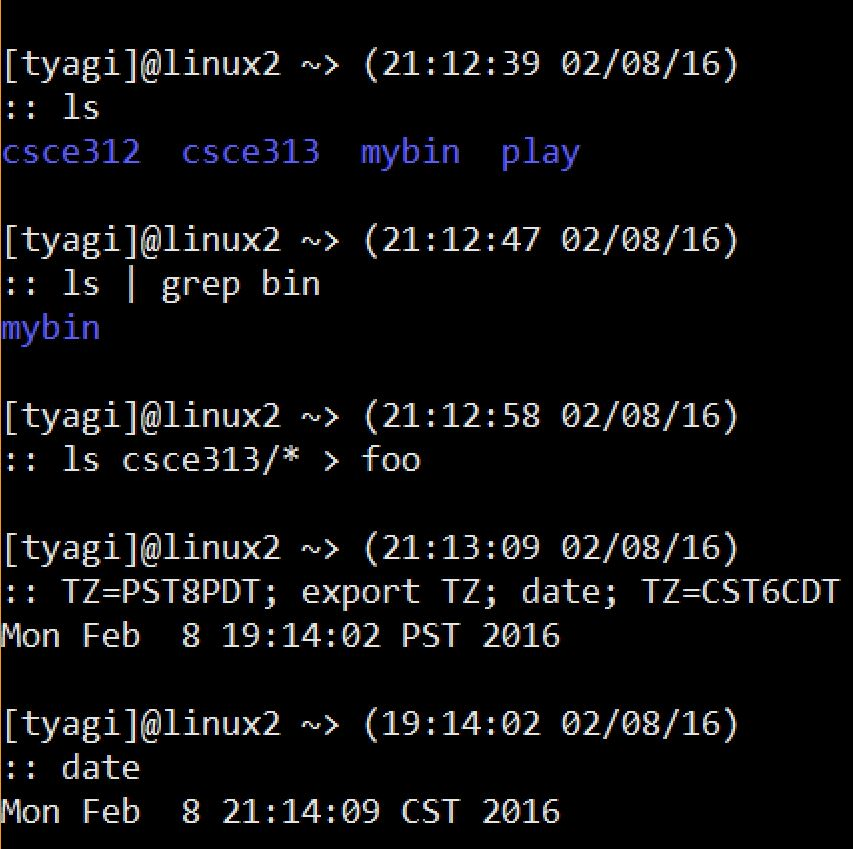 [tyagi]@linux2 ~> (21:12:39 02/08/16)
:: ls
csce312  csce313  mybin  play
[tyagi]@linux2 ~> (21:12:47 02/08/16)
:: ls | grep bin
mybin
[tyagi]@linux2 ~> (21:12:58 02/08/16)
:: ls csce313/* > foo
[tyagi]@linux2 ~> (21:13:09 02/08/16)
:: TZ=PST8PDT; export TZ; date; TZ=CST6CDT
Mon Feb  8 19:14:02 PST 2016
[tyagi]@linux2 ~> (19:14:02 02/08/16)
:: date
Mon Feb  8 21:14:09 CST 2016